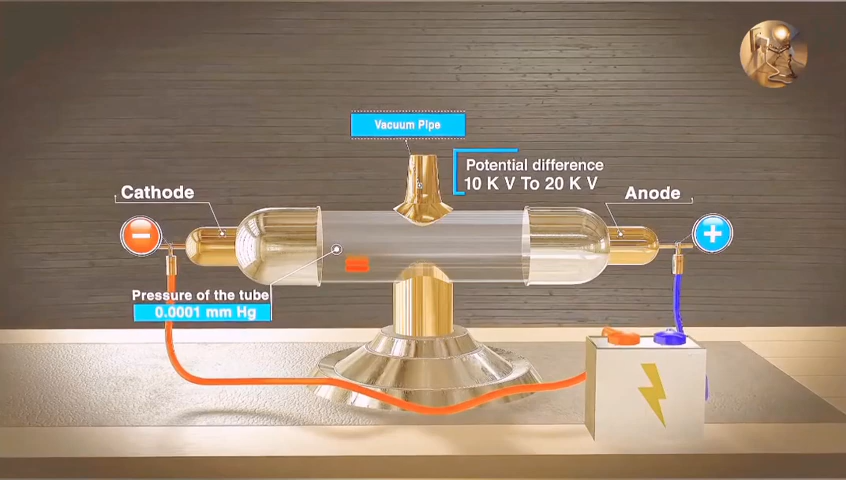 Vacuum Pipe
Potential difference
10 K V To 20 K V
Cathode
Anode
−
+
Pressure of the tube
0.0001 mm Hg